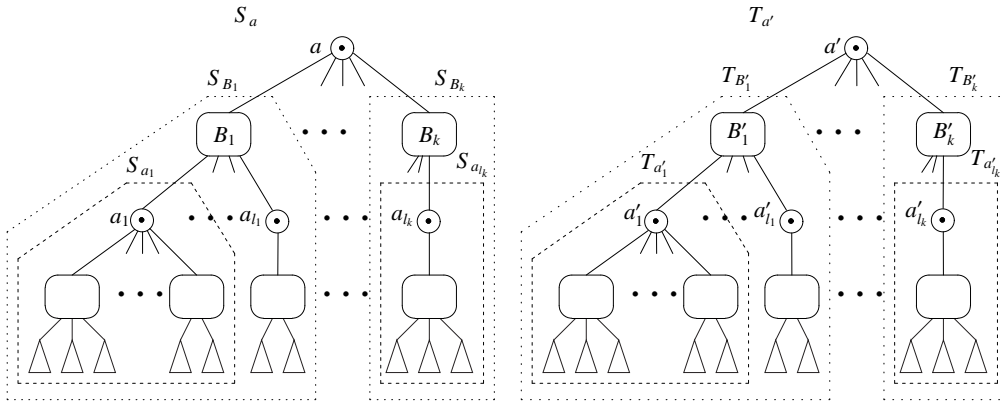 S_a
T_{a'}
a
a'
S_{B_1}
S_{B_k}
T_{B'_1}
T_{B'_k}
B_1
B_k
B'_1
B'_k
S_{a_1}
S_{a_{l_k}}
T_{a'_1}
T_{a'_{l_k}}
a_1
a_{l_1}
a_{l_k}
a'_1
a'_{l_1}
a'_{l_k}